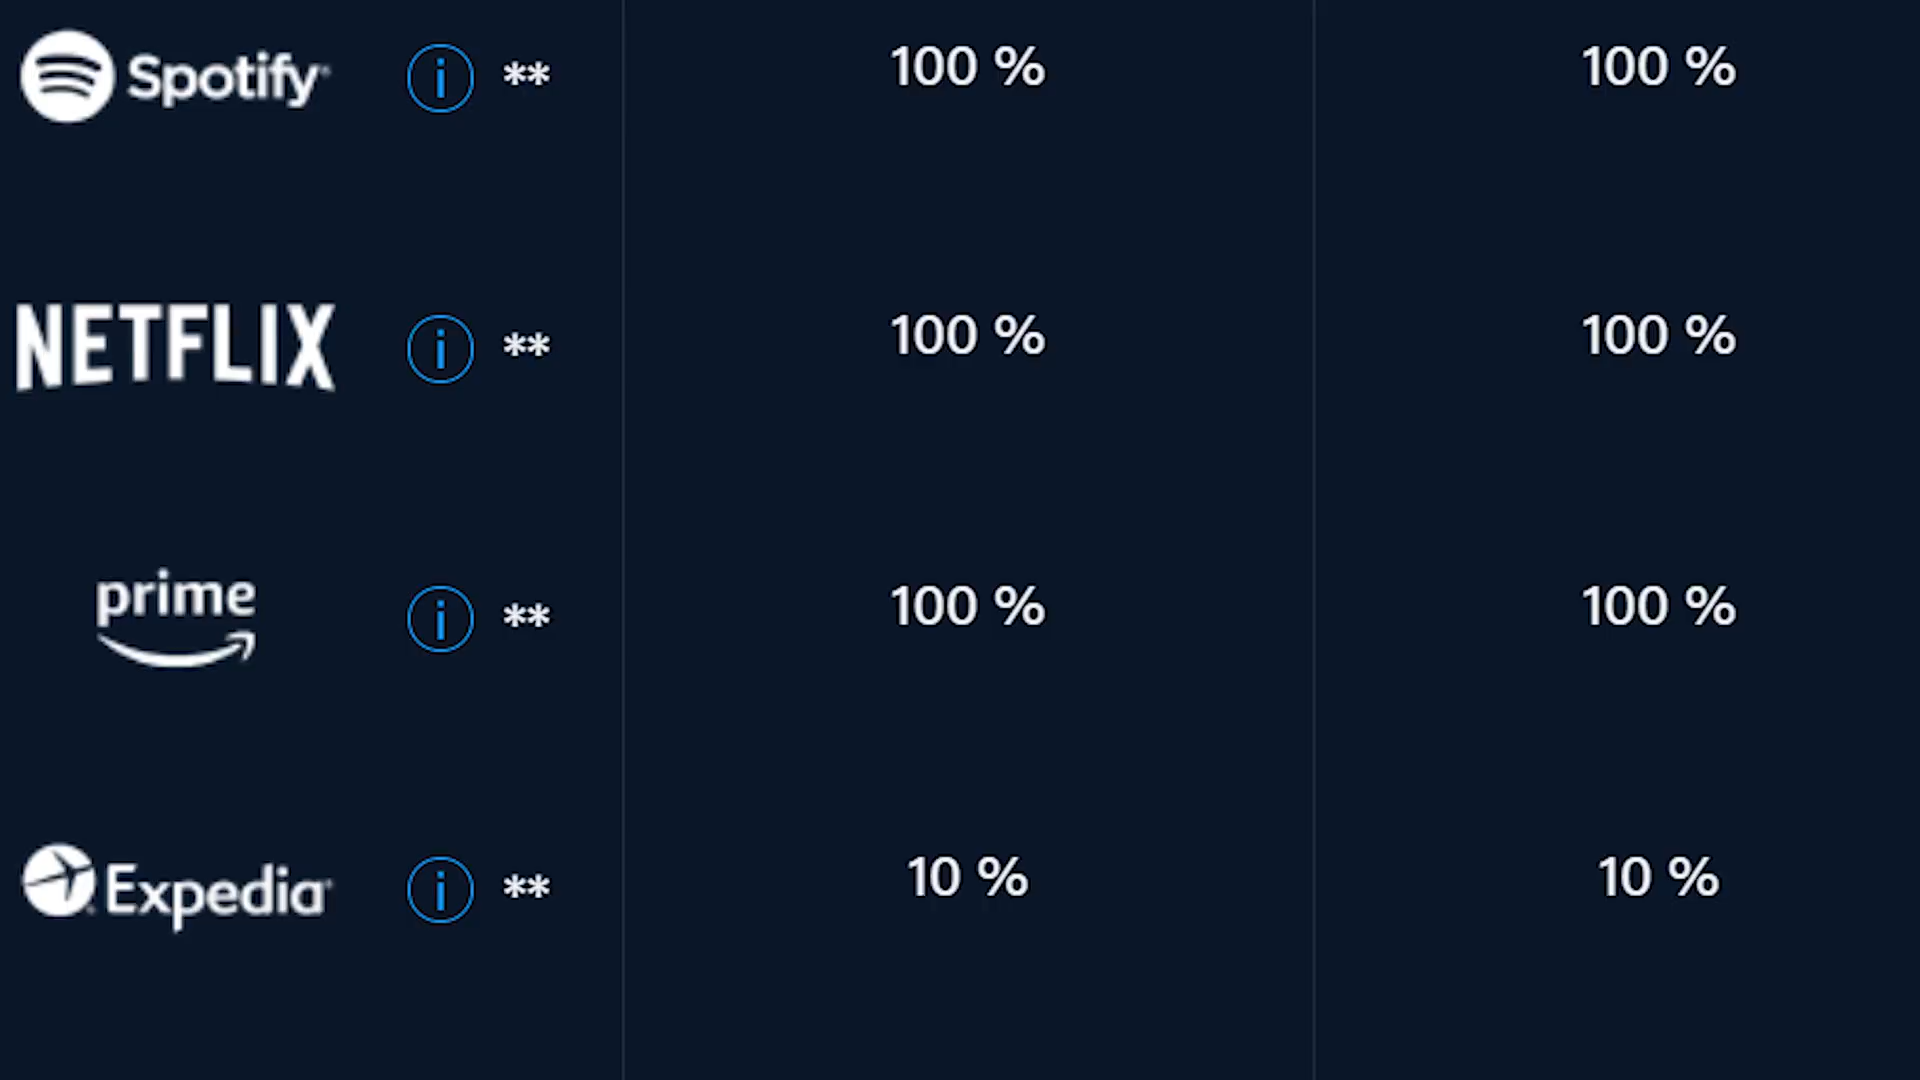 Spotify ⓘ ** 100 % 100 %
NETFLIX ⓘ ** 100 % 100 %
prime ⓘ ** 100 % 100 %
Expedia ⓘ ** 10 % 10 %